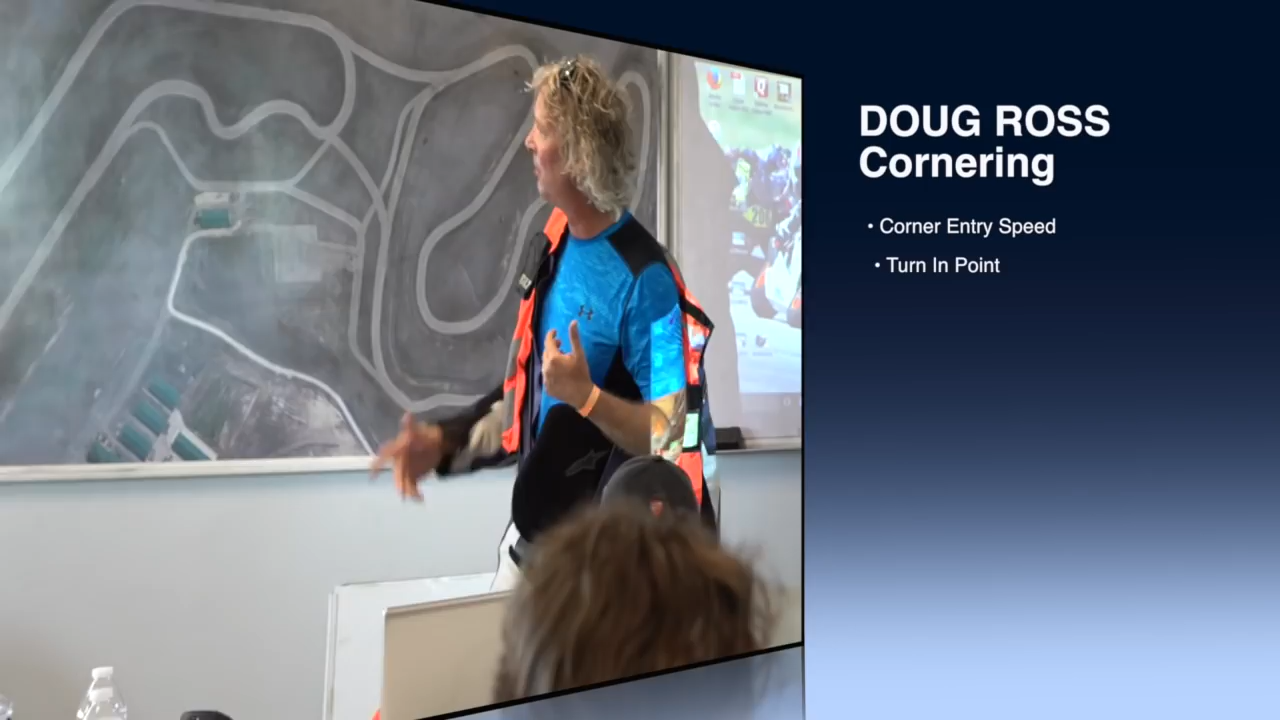 DOUG ROSS
Cornering
• Corner Entry Speed
• Turn In Point